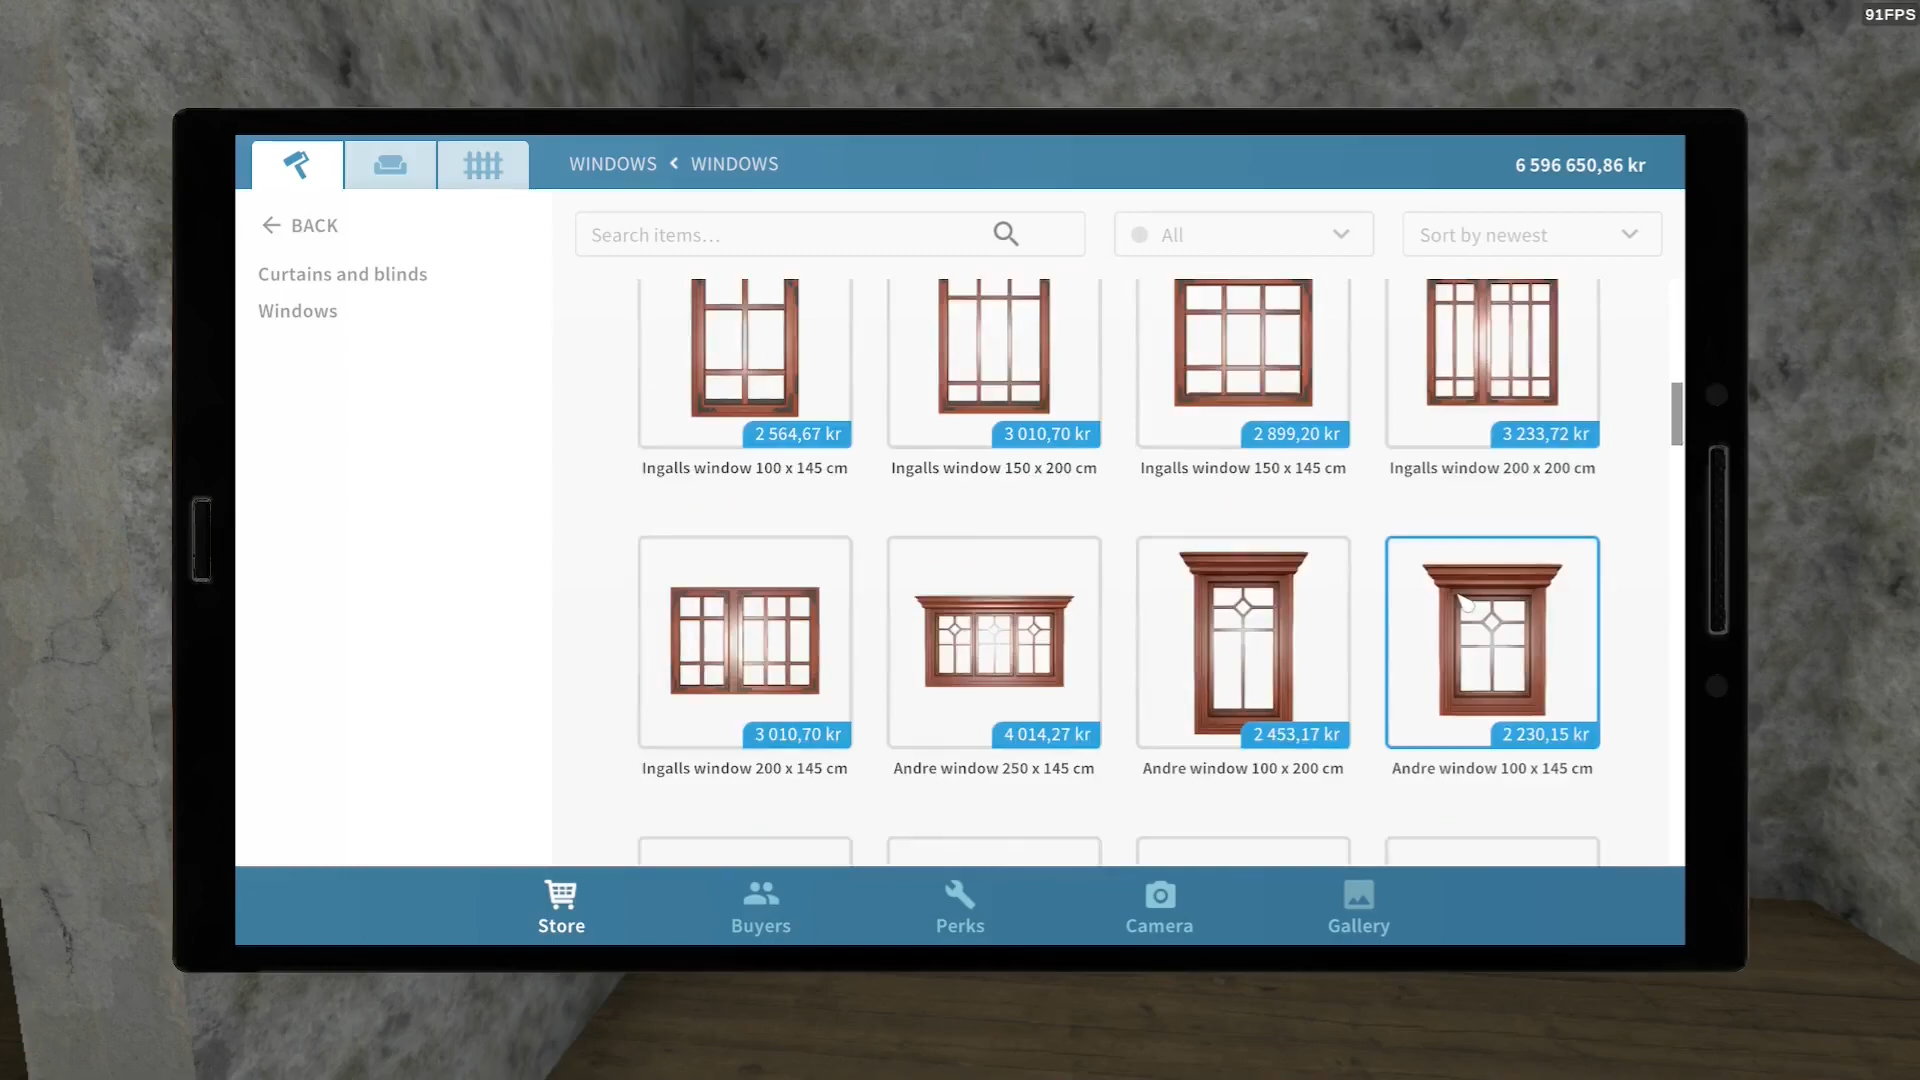 91FPS
WINDOWS < WINDOWS
6 596 650,86 kr
BACK
Curtains and blinds
Windows
Search items...
All
Sort by newest
2 564,67 kr
3 010,70 kr
2 899,20 kr
3 233,72 kr
Ingalls window 100 x 145 cm
Ingalls window 150 x 200 cm
Ingalls window 150 x 145 cm
Ingalls window 200 x 200 cm
3 010,70 kr
4 014,27 kr
2 453,17 kr
2 230,15 kr
Ingalls window 200 x 145 cm
Andre window 250 x 145 cm
Andre window 100 x 200 cm
Andre window 100 x 145 cm
Store
Buyers
Perks
Camera
Gallery